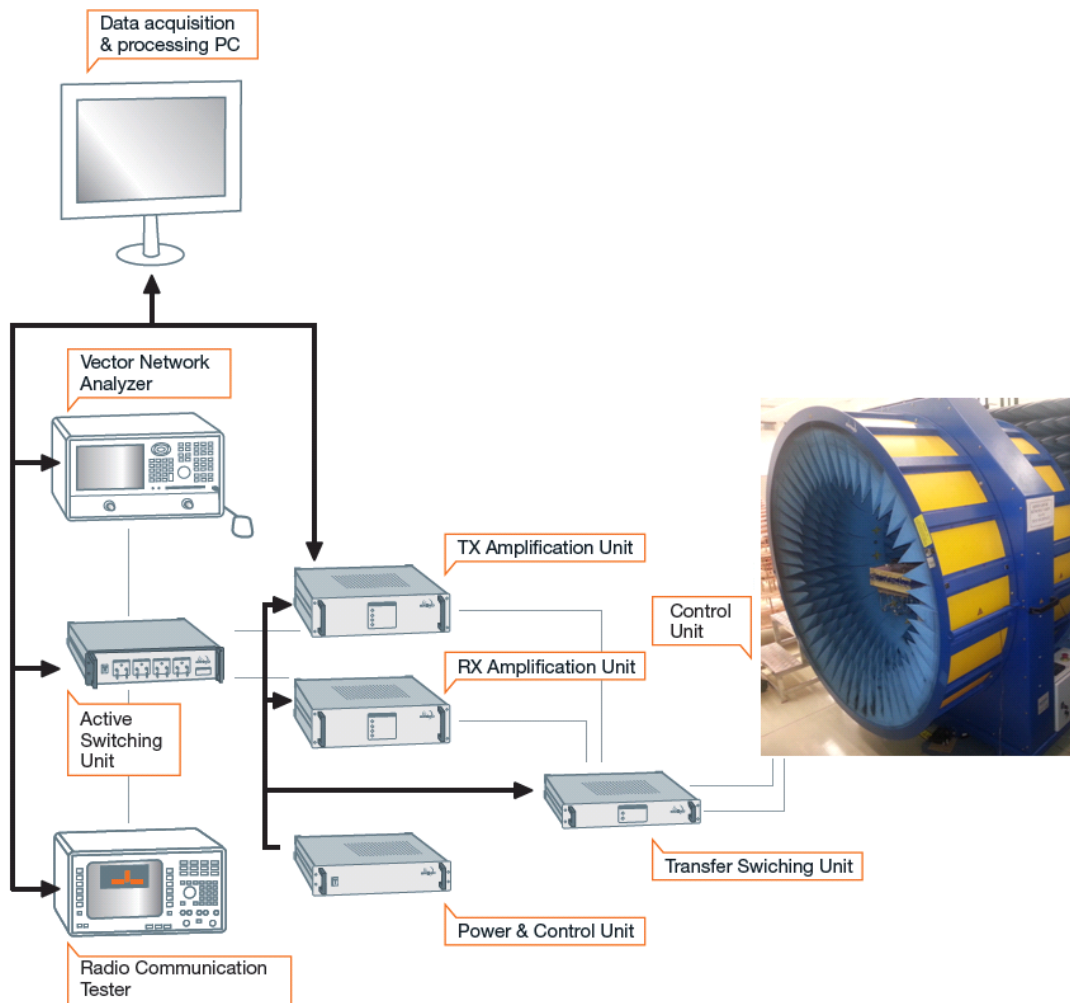 Data acquisition
& processing PC
Vector Network
Analyzer
TX Amplification Unit
Control
Unit
RX Amplification Unit
Active
Switching
Unit
Transfer Swiching Unit
Power & Control Unit
Radio Communication
Tester